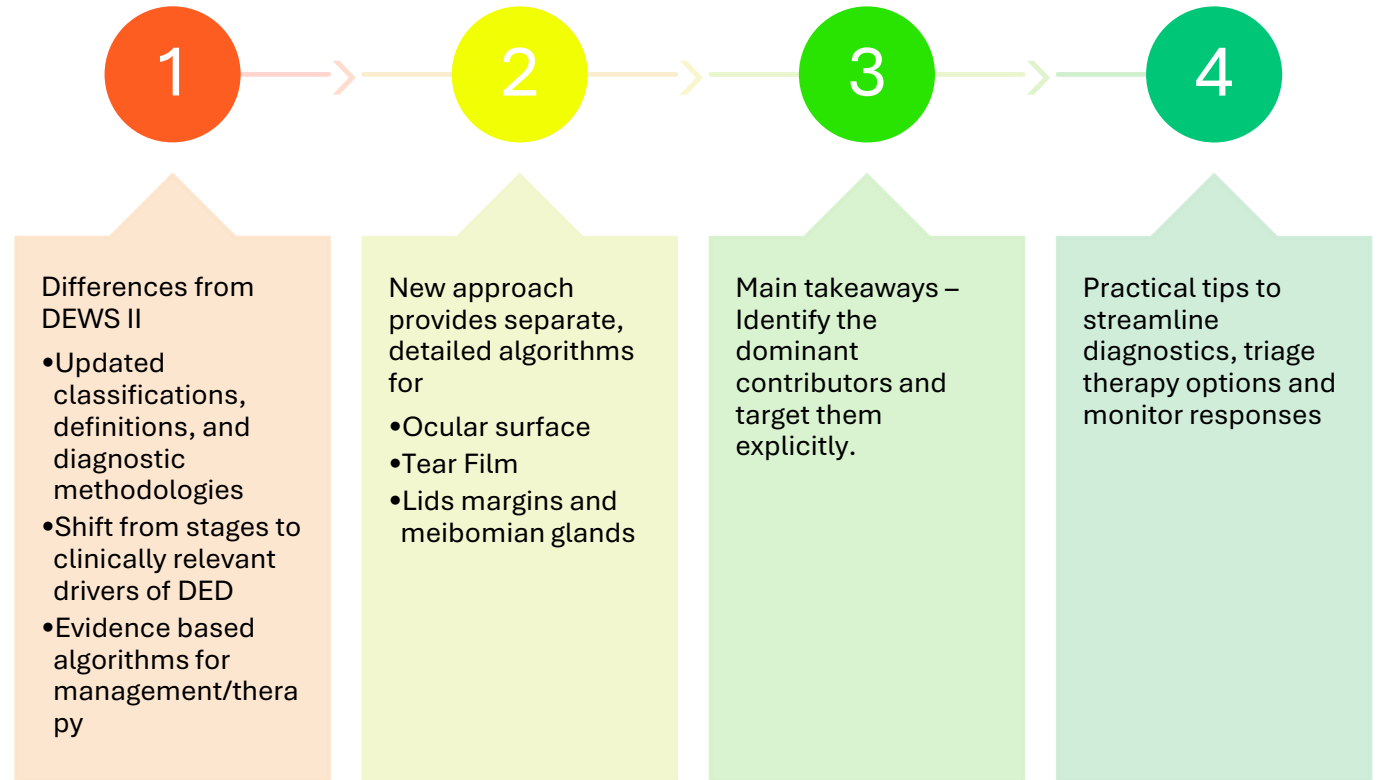 1
2
3
4
Differences from
DEWS II
•Updated
classifications,
definitions, and
diagnostic
methodologies
•Shift from stages to
clinically relevant
drivers of DED
•Evidence based
algorithms for
management/thera
py
New approach
provides separate,
detailed algorithms
for
•Ocular surface
•Tear Film
•Lids margins and
meibomian glands
Main takeaways –
Identify the
dominant
contributors and
target them
explicitly.
Practical tips to
streamline
diagnostics, triage
therapy options and
monitor responses